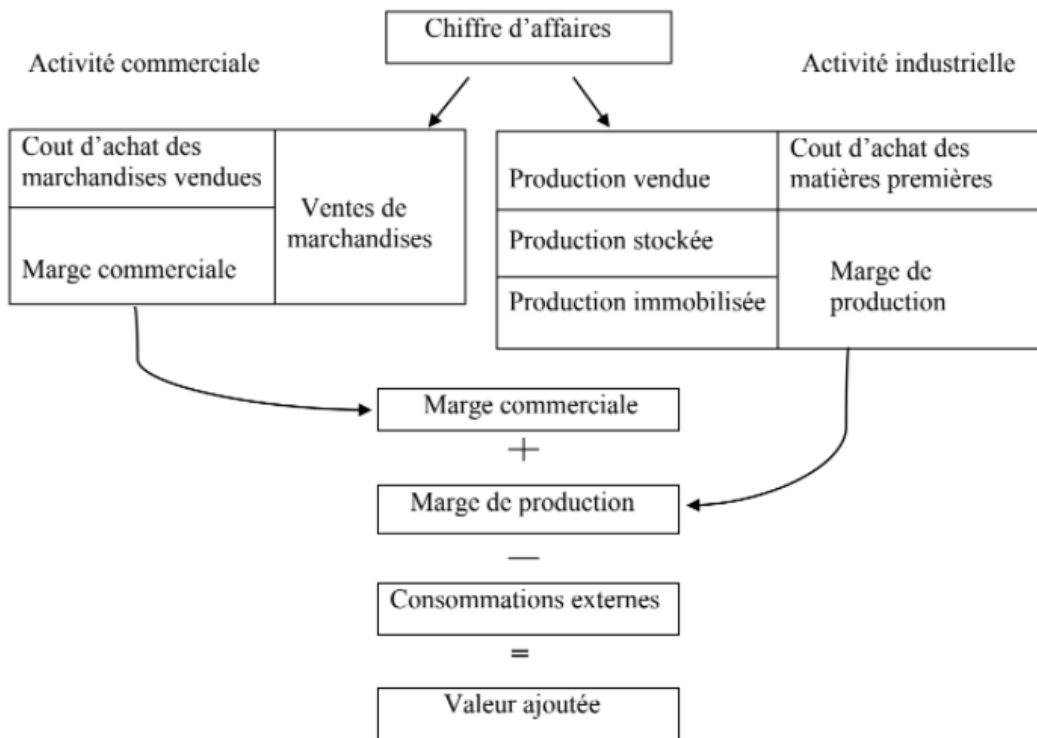 Chiffre d'affaires
Activité commerciale
Activité industrielle
Cout d'achat des
marchandises vendues
Ventes de
marchandises
Marge commerciale
Production vendue
Cout d'achat des
matières premières
Production stockée
Production immobilisée
Marge de
production
Marge commerciale
+
Marge de production
—
Consommations externes
=
Valeur ajoutée